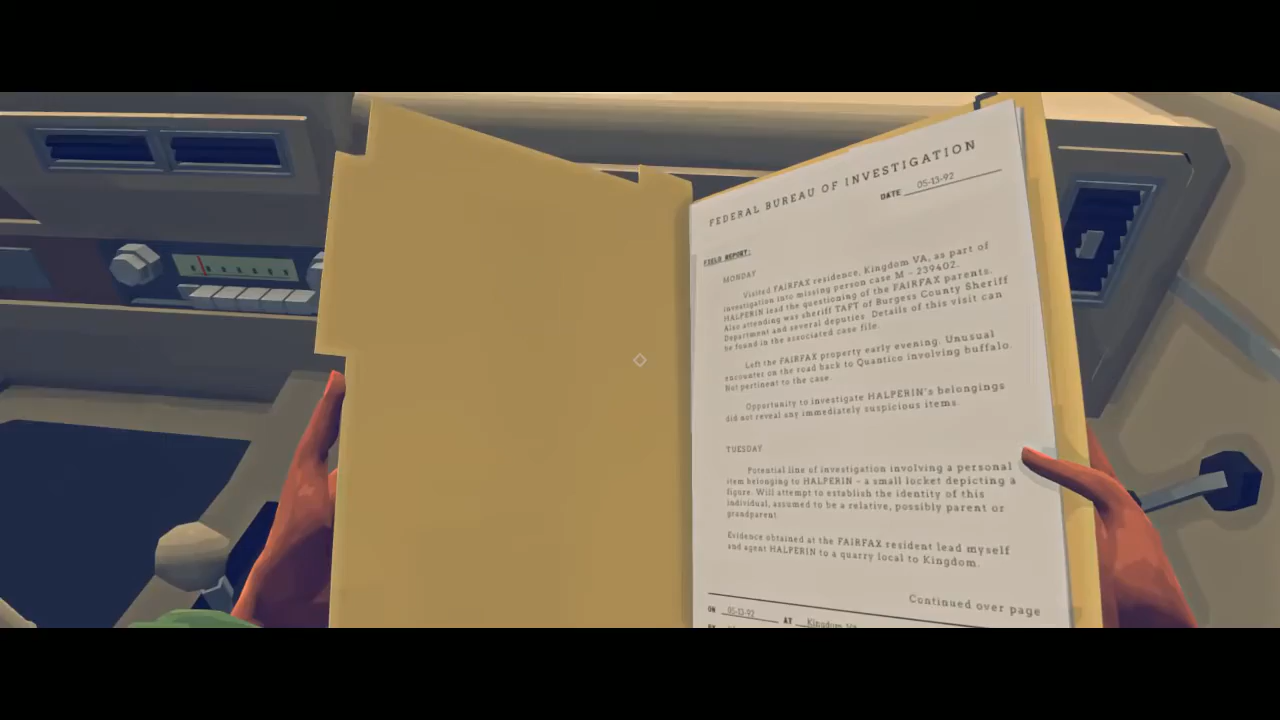 FEDERAL BUREAU OF INVESTIGATION
DATE 05-13-92
FIELD REPORT:
MONDAY
Visited FAIRFAX residence, Kingdom VA, as part of
investigation into missing person case M - 239402.
HALPERIN lead the questioning of the FAIRFAX parents.
Also attending was sheriff TAFT of Burgess County Sheriff
Department and several deputies. Details of this visit can
be found in the associated case file.
Left the FAIRFAX property early evening. Unusual
encounter on the road back to Quantico involving buffalo.
Not pertinent to the case.
Opportunity to investigate HALPERIN's belongings
did not reveal any immediately suspicious items.
TUESDAY
Potential line of investigation involving a personal
item belonging to HALPERIN - a small locket depicting a
figure. Will attempt to establish the identity of this
individual, assumed to be a relative, possibly parent or
grandparent.
Evidence obtained at the FAIRFAX resident lead myself
and agent HALPERIN to a quarry local to Kingdom.
Continued over page
ON 05-13-92 AT Kingdom VA